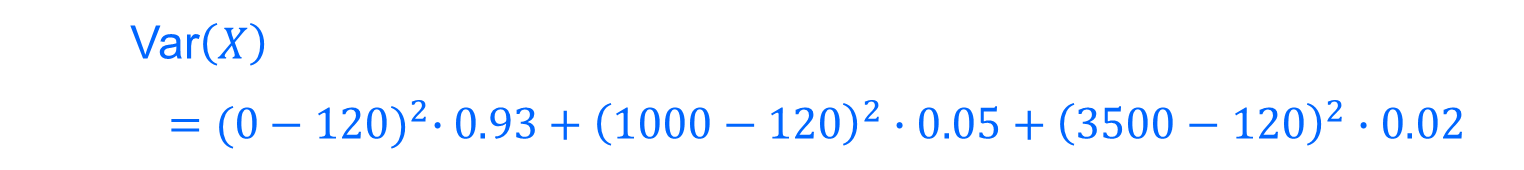 Var(𝑋)
= (0 − 120)²· 0.93 + (1000 − 120)² · 0.05 + (3500 − 120)² · 0.02